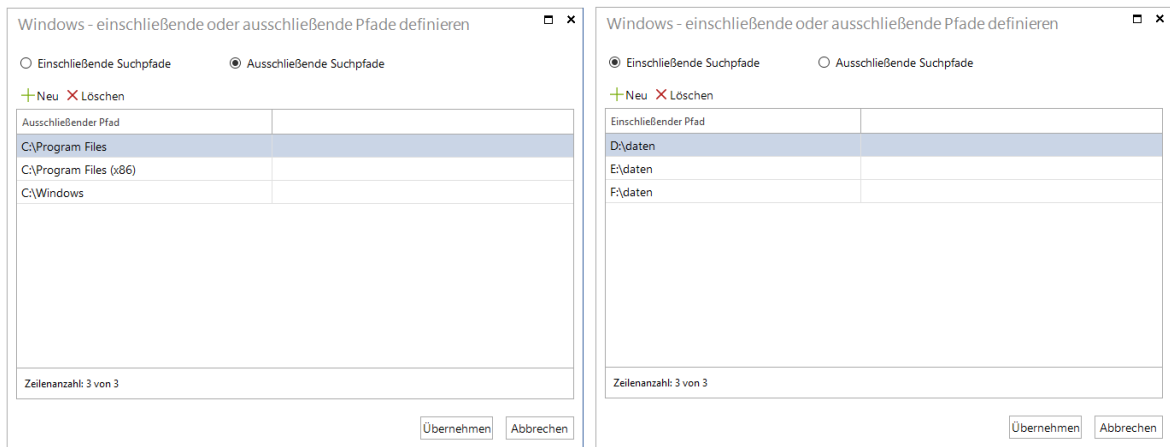 Windows - einschließende oder ausschließende Pfade definieren
Einschließende Suchpfade Ausschließende Suchpfade
Neu Löschen
Ausschließender Pfad
C:\Program Files
C:\Program Files (x86)
C:\Windows
Zeilenanzahl: 3 von 3
Übernehmen Abbrechen
Windows - einschließende oder ausschließende Pfade definieren
Einschließende Suchpfade Ausschließende Suchpfade
Neu Löschen
Einschließender Pfad
D:\daten
E:\daten
F:\daten
Zeilenanzahl: 3 von 3
Übernehmen Abbrechen